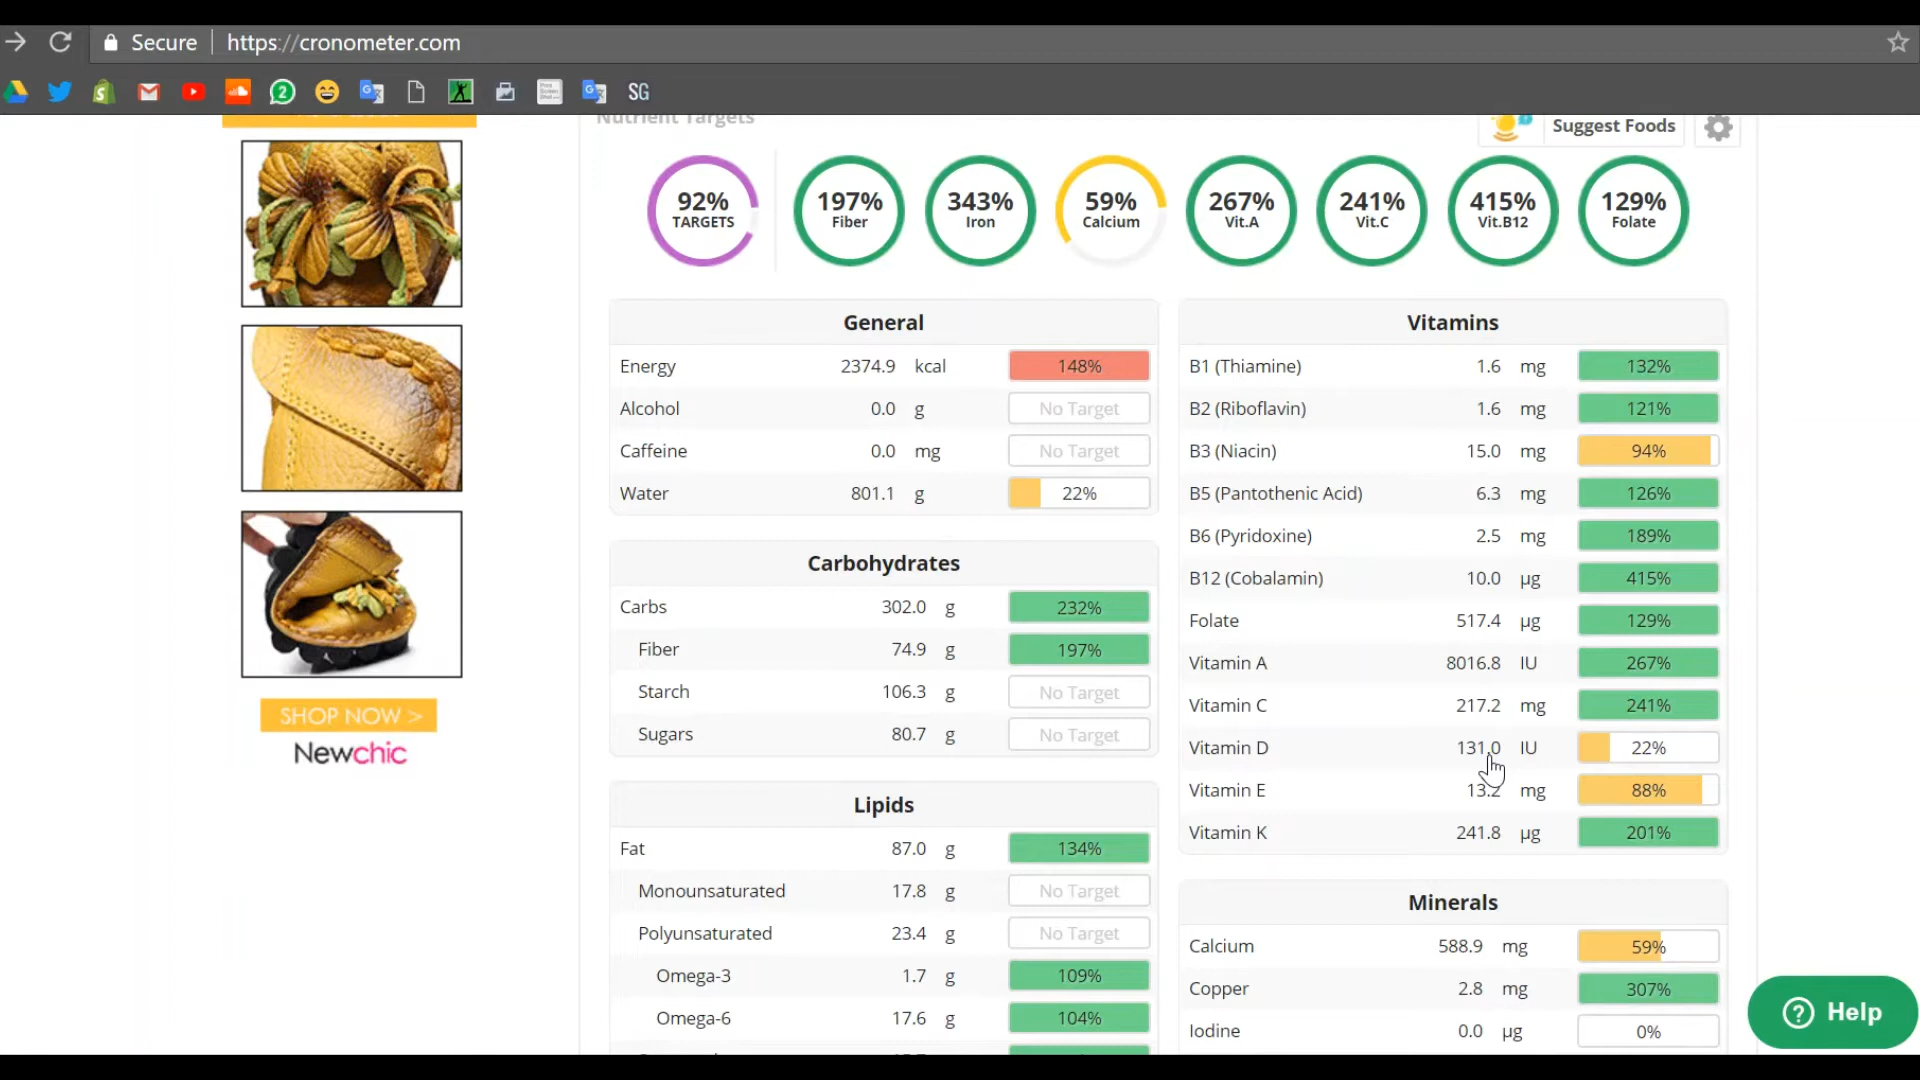 Secure https://cronometer.com
2 SG
Nutrient Targets
Suggest Foods
92% TARGETS
197% Fiber
343% Iron
59% Calcium
267% Vit.A
241% Vit.C
415% Vit.B12
129% Folate
General
Energy 2374.9 kcal 148%
Alcohol 0.0 g No Target
Caffeine 0.0 mg No Target
Water 801.1 g 22%
Carbohydrates
Carbs 302.0 g 232%
Fiber 74.9 g 197%
Starch 106.3 g No Target
Sugars 80.7 g No Target
Lipids
Fat 87.0 g 134%
Monounsaturated 17.8 g No Target
Polyunsaturated 23.4 g No Target
Omega-3 1.7 g 109%
Omega-6 17.6 g 104%
Vitamins
B1 (Thiamine) 1.6 mg 132%
B2 (Riboflavin) 1.6 mg 121%
B3 (Niacin) 15.0 mg 94%
B5 (Pantothenic Acid) 6.3 mg 126%
B6 (Pyridoxine) 2.5 mg 189%
B12 (Cobalamin) 10.0 µg 415%
Folate 517.4 µg 129%
Vitamin A 8016.8 IU 267%
Vitamin C 217.2 mg 241%
Vitamin D 131.0 IU 22%
Vitamin E 13.2 mg 88%
Vitamin K 241.8 µg 201%
Minerals
Calcium 588.9 mg 59%
Copper 2.8 mg 307%
Iodine 0.0 µg 0%
SHOP NOW >
Newchic
Help